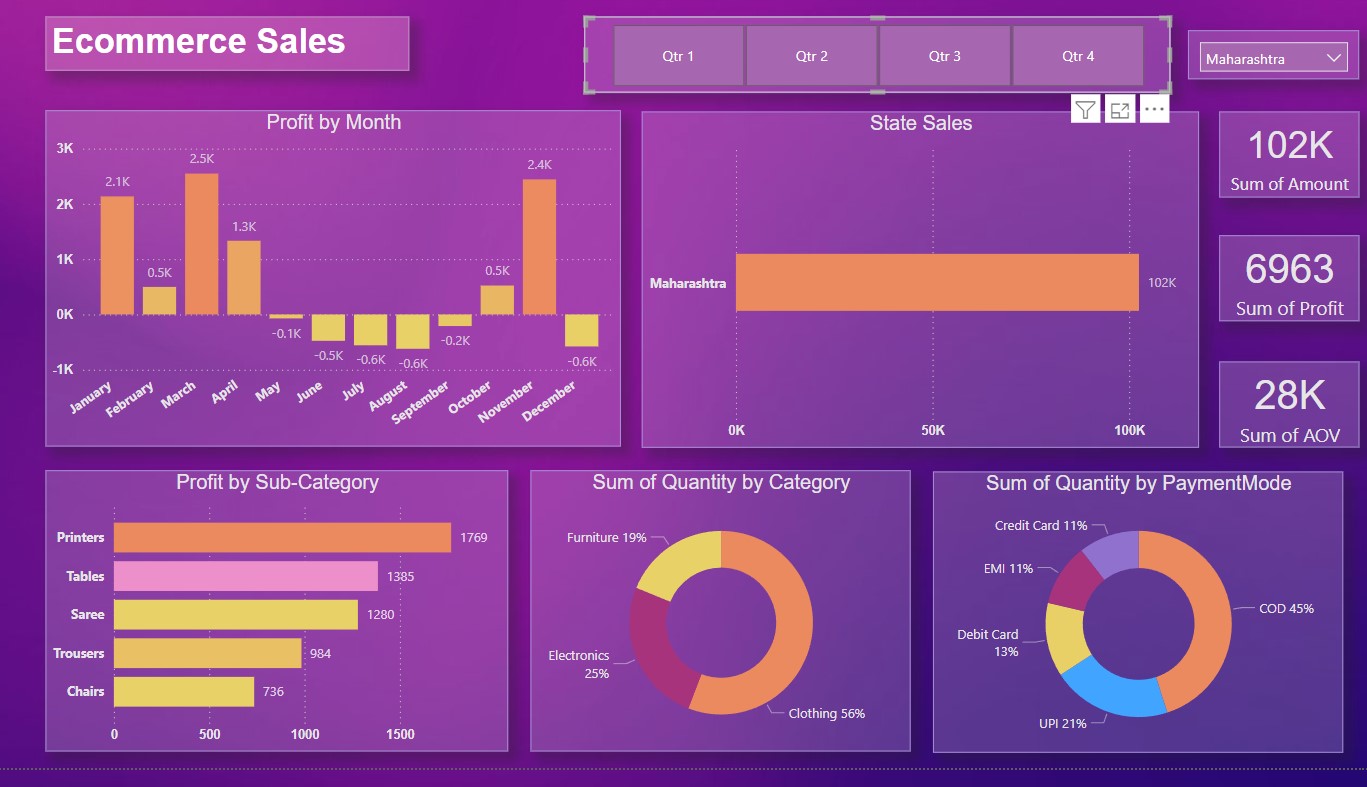 Ecommerce Sales
Qtr 1
Qtr 2
Qtr 3
Qtr 4
Maharashtra
Profit by Month
3K
2K
1K
0K
-1K
2.1K
0.5K
2.5K
1.3K
-0.1K
-0.5K
-0.6K
-0.6K
-0.2K
0.5K
2.4K
-0.6K
January
February
March
April
May
June
July
August
September
October
November
December
State Sales
Maharashtra
102K
0K
50K
100K
102K
Sum of Amount
6963
Sum of Profit
28K
Sum of AOV
Profit by Sub-Category
Printers
1769
Tables
1385
Saree
1280
Trousers
984
Chairs
736
0
500
1000
1500
Sum of Quantity by Category
Furniture 19%
Electronics
25%
Clothing 56%
Sum of Quantity by PaymentMode
Credit Card 11%
EMI 11%
Debit Card
13%
UPI 21%
COD 45%